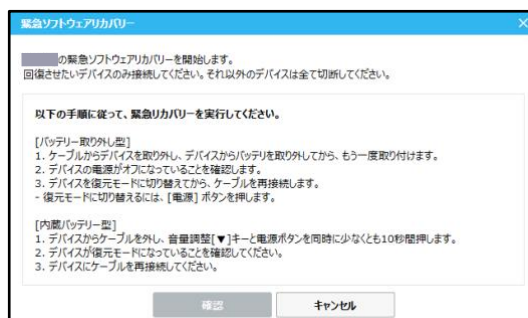 緊急ソフトウェアリカバリー
の緊急ソフトウェアリカバリーを開始します。
回復させたいデバイスのみ接続してください。それ以外のデバイスは全て切断してください。
以下の手順に従って、緊急リカバリーを実行してください。
[バッテリー取り外し型]
1. ケーブルからデバイスを取り外し、デバイスからバッテリを取り外してから、もう一度取り付けます。
2. デバイスの電源がオフになっていることを確認します。
3. デバイスを復元モードに切り替えてから、ケーブルを再接続します。
- 復元モードに切り替えるには、[電源] ボタンを押します。
[内蔵バッテリー型]
1. デバイスからケーブルを外し、音量調整[▼]キーと電源ボタンを同時に少なくとも10秒間押します。
2. デバイスが復元モードになっていることを確認してください。
3. デバイスにケーブルを再接続してください。
確認
キャンセル